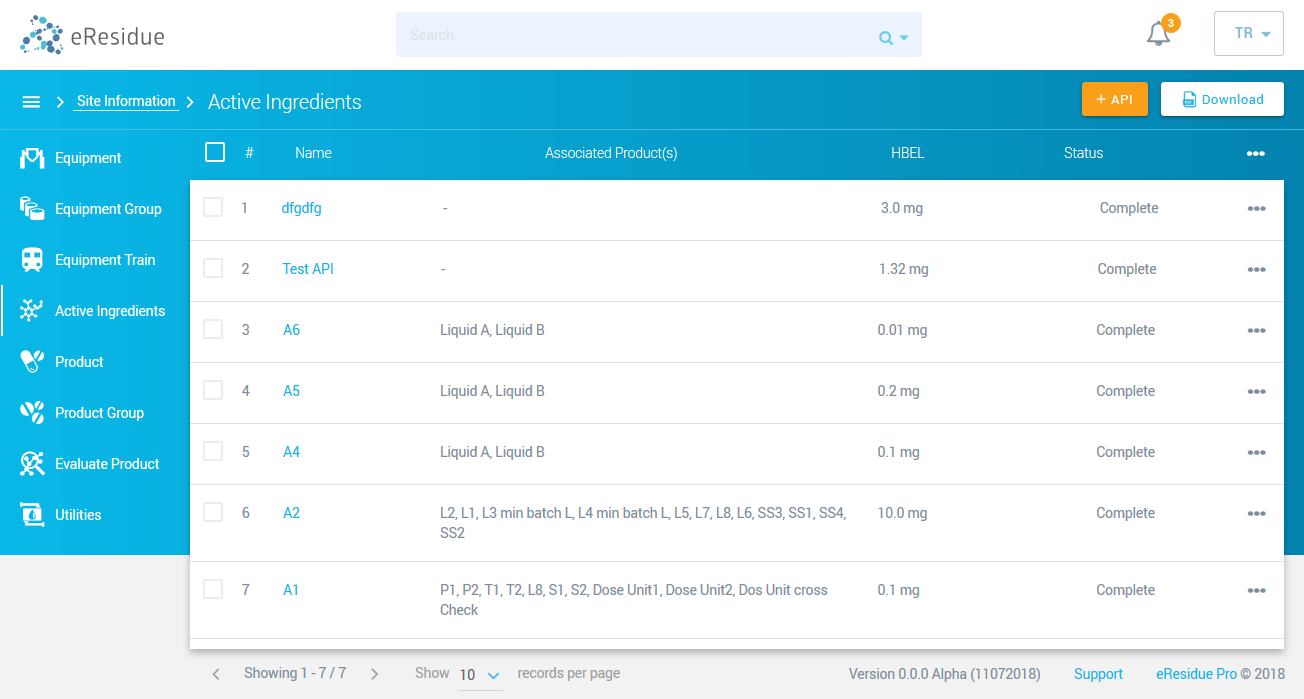 eResidue
Search
3
TR
Site Information
Active Ingredients
+ API
Download
Equipment
Equipment Group
Equipment Train
Active Ingredients
Product
Product Group
Evaluate Product
Utilities
# Name Associated Product(s) HBEL Status
1 dfgdfg - 3.0 mg Complete
2 Test API - 1.32 mg Complete
3 A6 Liquid A, Liquid B 0.01 mg Complete
4 A5 Liquid A, Liquid B 0.2 mg Complete
5 A4 Liquid A, Liquid B 0.1 mg Complete
6 A2 L2, L1, L3 min batch L, L4 min batch L, L5, L7, L8, L6, SS3, SS1, SS4, 10.0 mg Complete
SS2
7 A1 P1, P2, T1, T2, L8, S1, S2, Dose Unit1, Dose Unit2, Dos Unit cross 0.1 mg Complete
Check
Showing 1 - 7 / 7 Show 10 records per page Version 0.0.0 Alpha (11072018) Support eResidue Pro © 2018